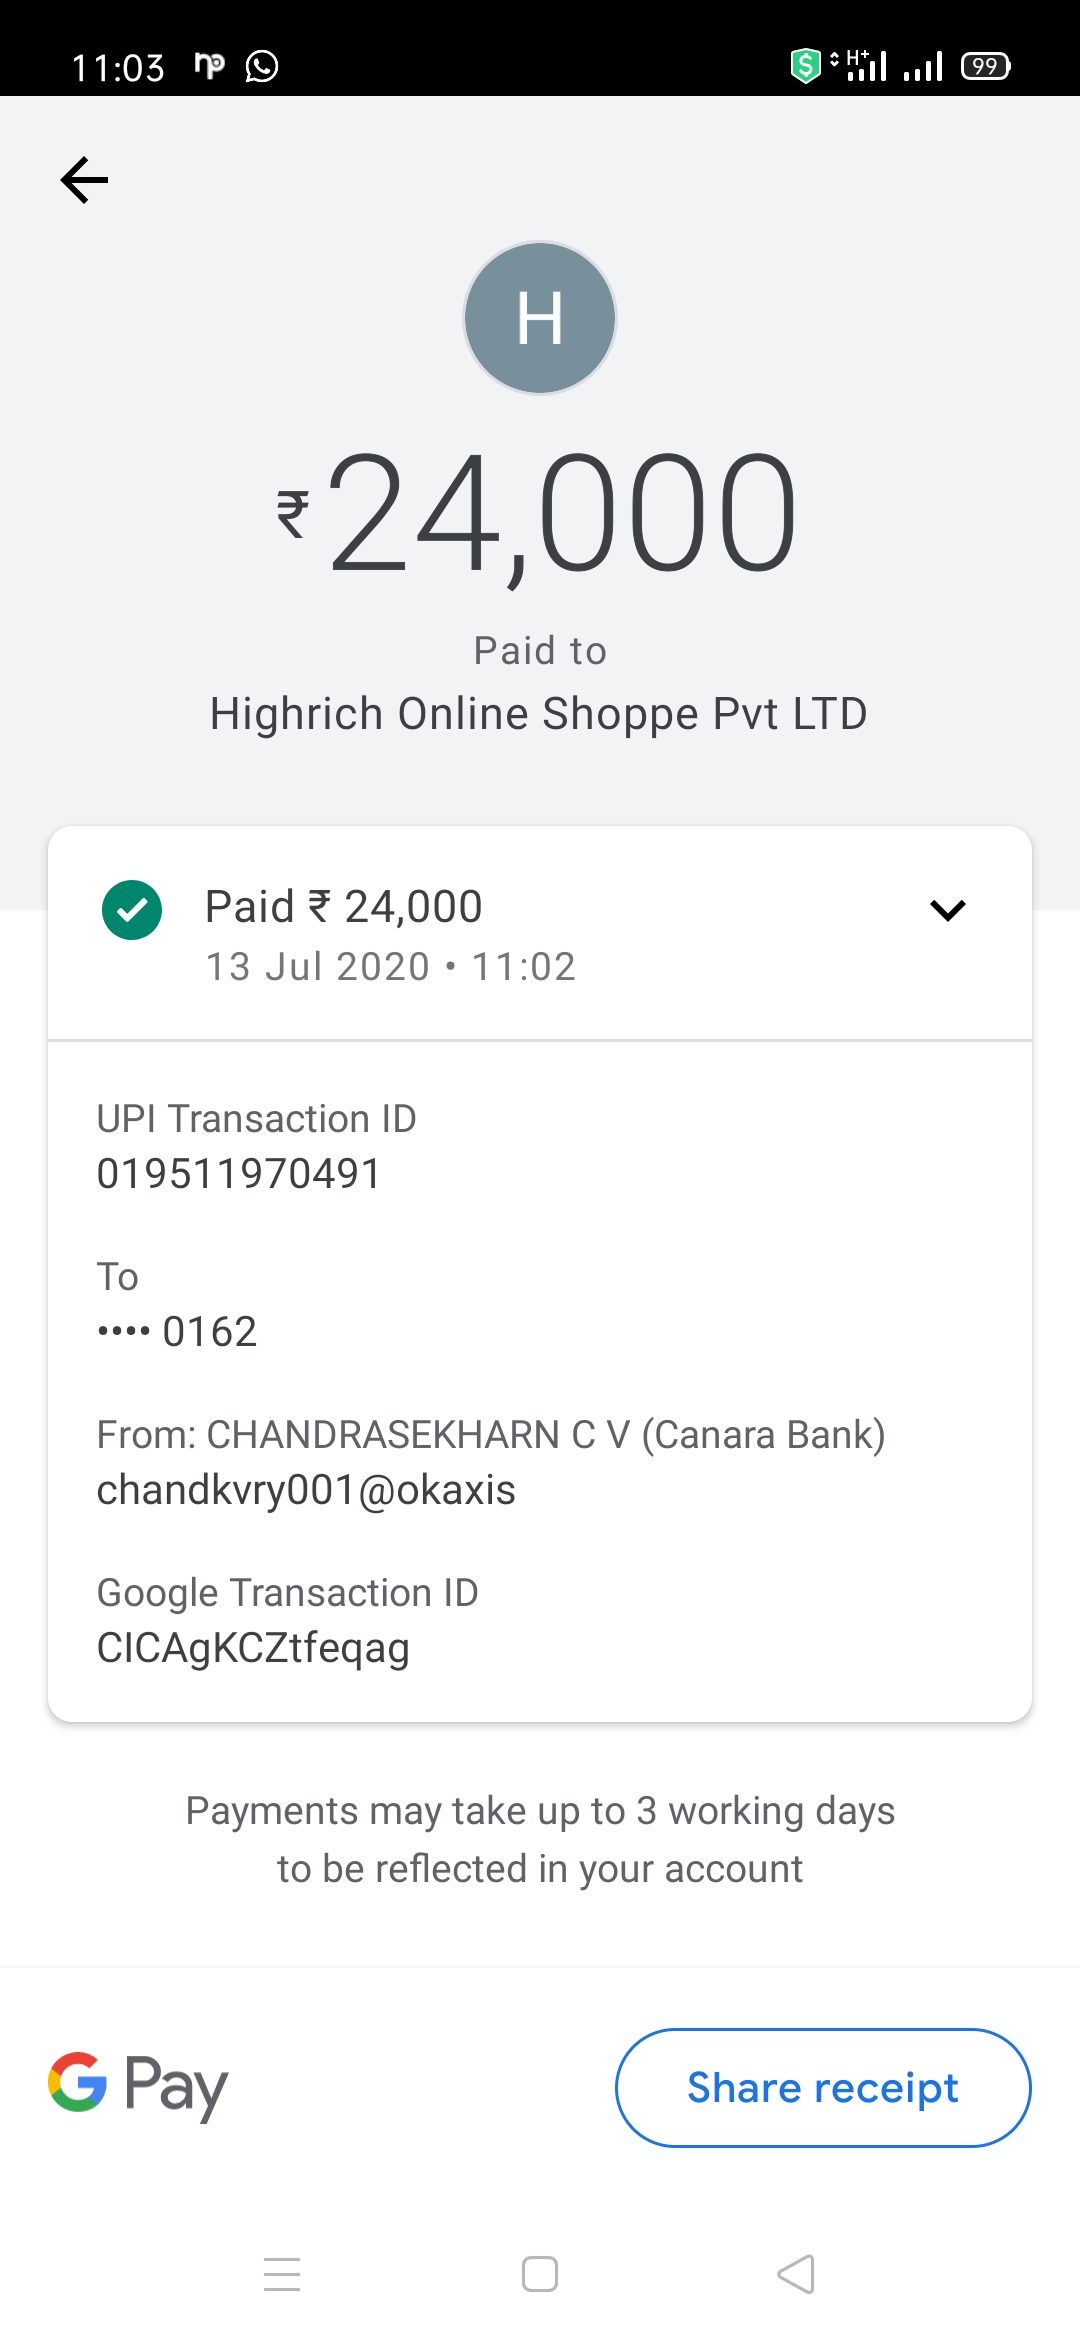 11:03
H+
99
H
₹24,000
Paid to
Highrich Online Shoppe Pvt LTD
Paid ₹ 24,000
13 Jul 2020 • 11:02
UPI Transaction ID
019511970491
To
•••• 0162
From: CHANDRASEKHARN C V (Canara Bank)
chandkvry001@okaxis
Google Transaction ID
CICAgKCZtfeqag
Payments may take up to 3 working days
to be reflected in your account
G Pay
Share receipt